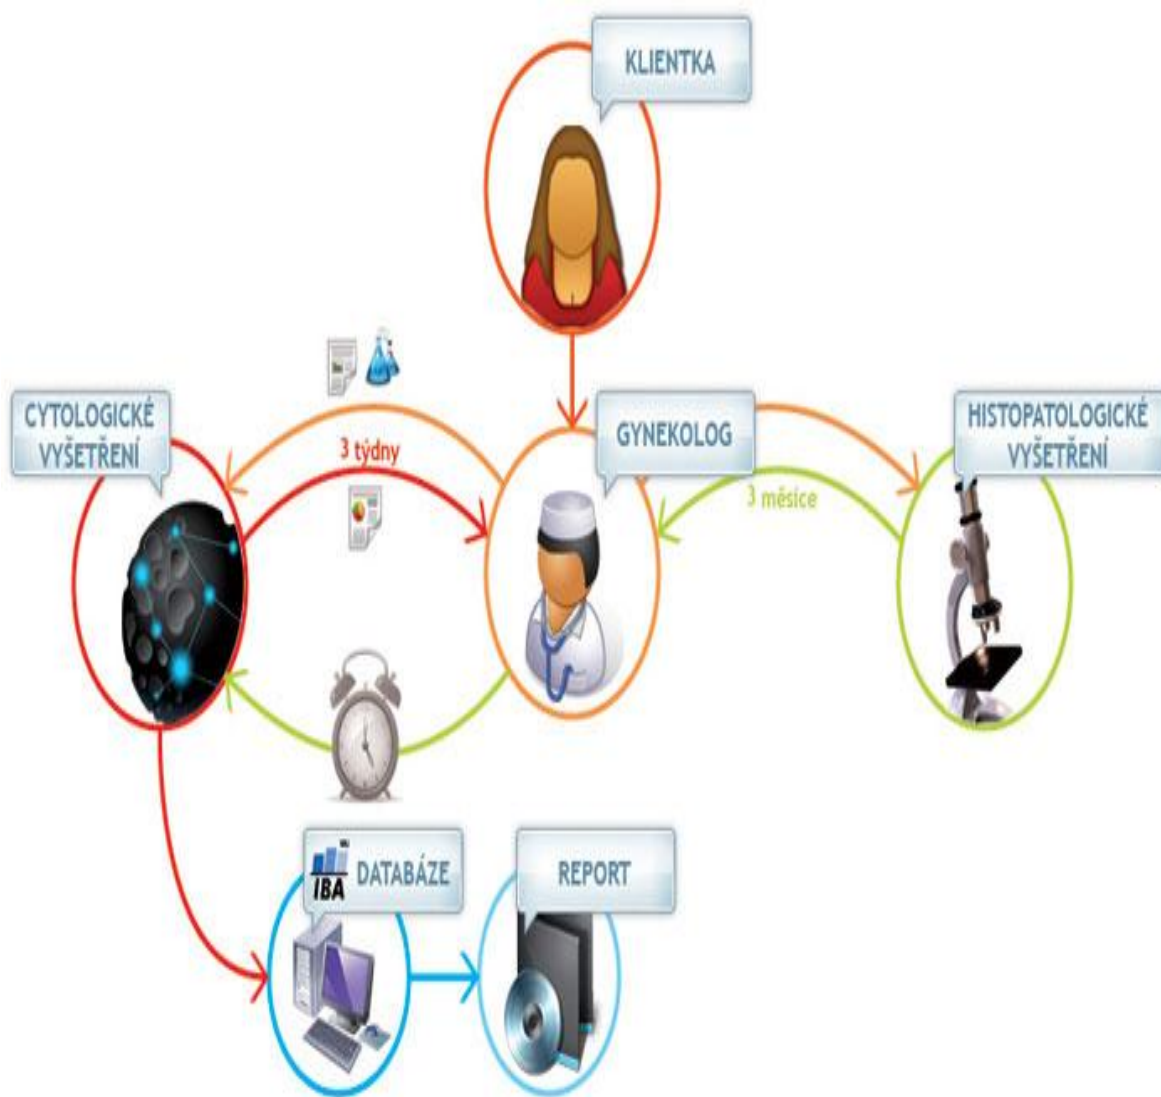 KLIENTKA
CYTOLOGICKÉ
VYŠETŘENÍ
3 týdny
GYNEKOLOG
HISTOPATOLOGICKÉ
VYŠETŘENÍ
3 měsíce
IBA
DATABÁZE
REPORT